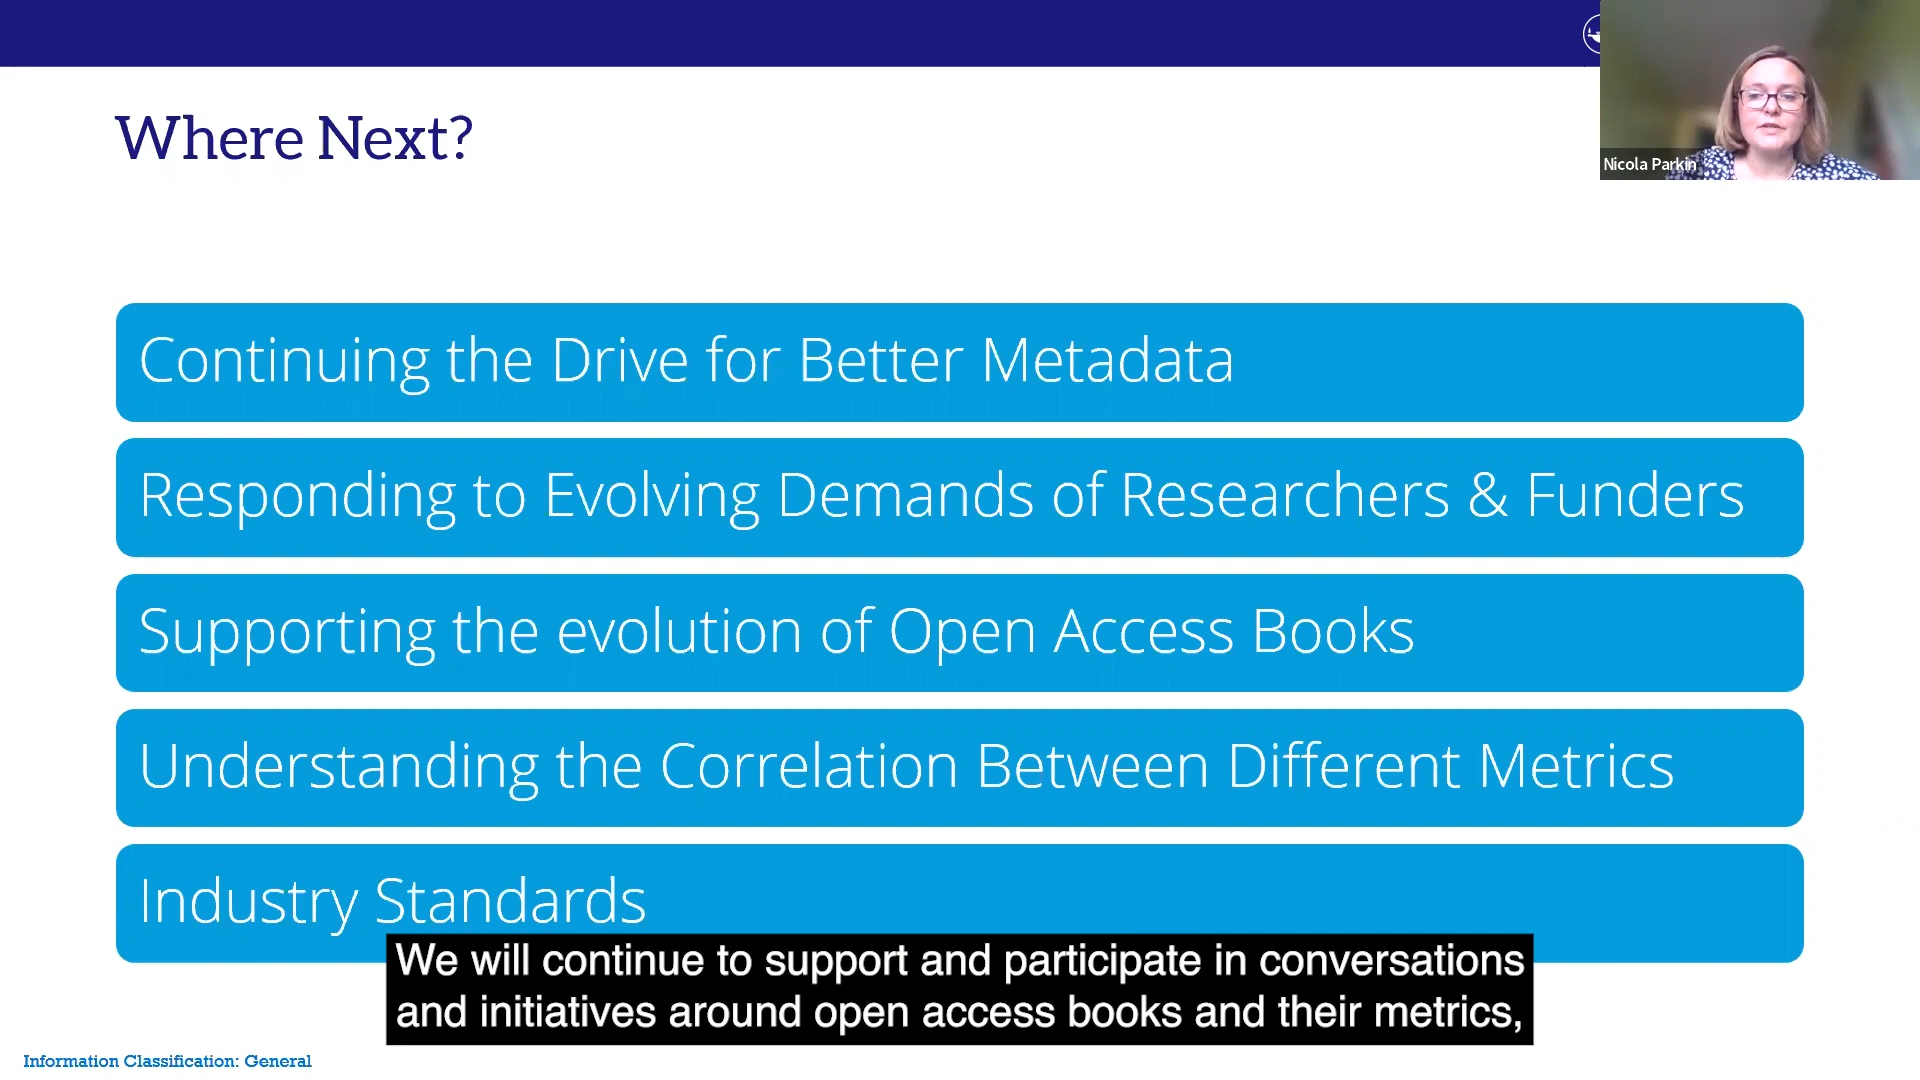 Where Next?
Nicola Parkin
Continuing the Drive for Better Metadata
Responding to Evolving Demands of Researchers & Funders
Supporting the evolution of Open Access Books
Understanding the Correlation Between Different Metrics
Industry Standards
We will continue to support and participate in conversations
and initiatives around open access books and their metrics,
Information Classification: General